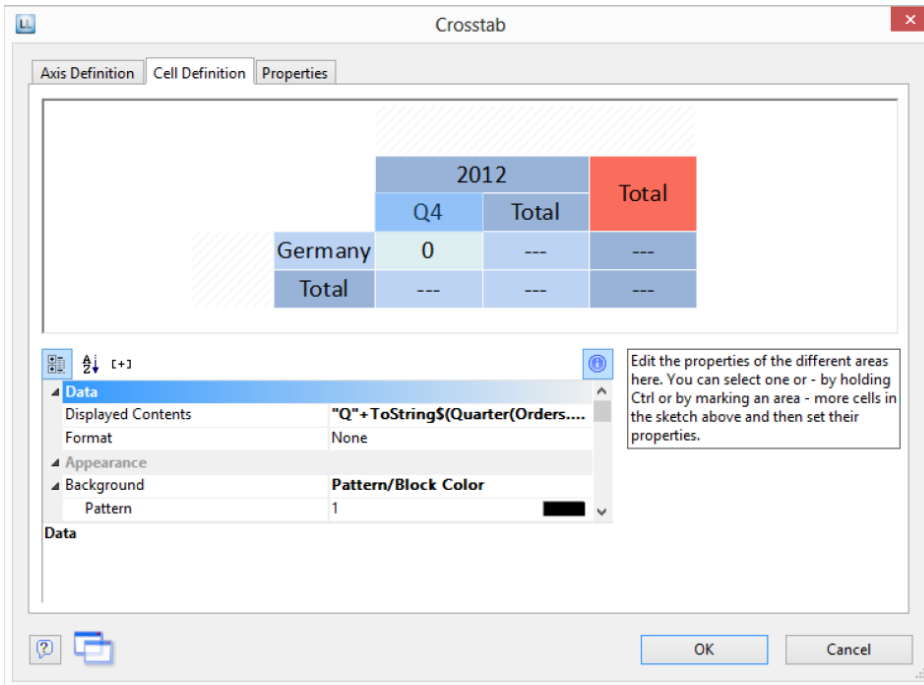 Crosstab
Axis Definition Cell Definition Properties
2012 Total
Q4 Total
Germany 0 --- ---
Total --- --- ---
[+]
Data
Displayed Contents "Q"+ToString$(Quarter(Orders....
Format None
Appearance
Background Pattern/Block Color
Pattern 1
Data
Edit the properties of the different areas
here. You can select one or - by holding
Ctrl or by marking an area - more cells in
the sketch above and then set their
properties.
OK Cancel